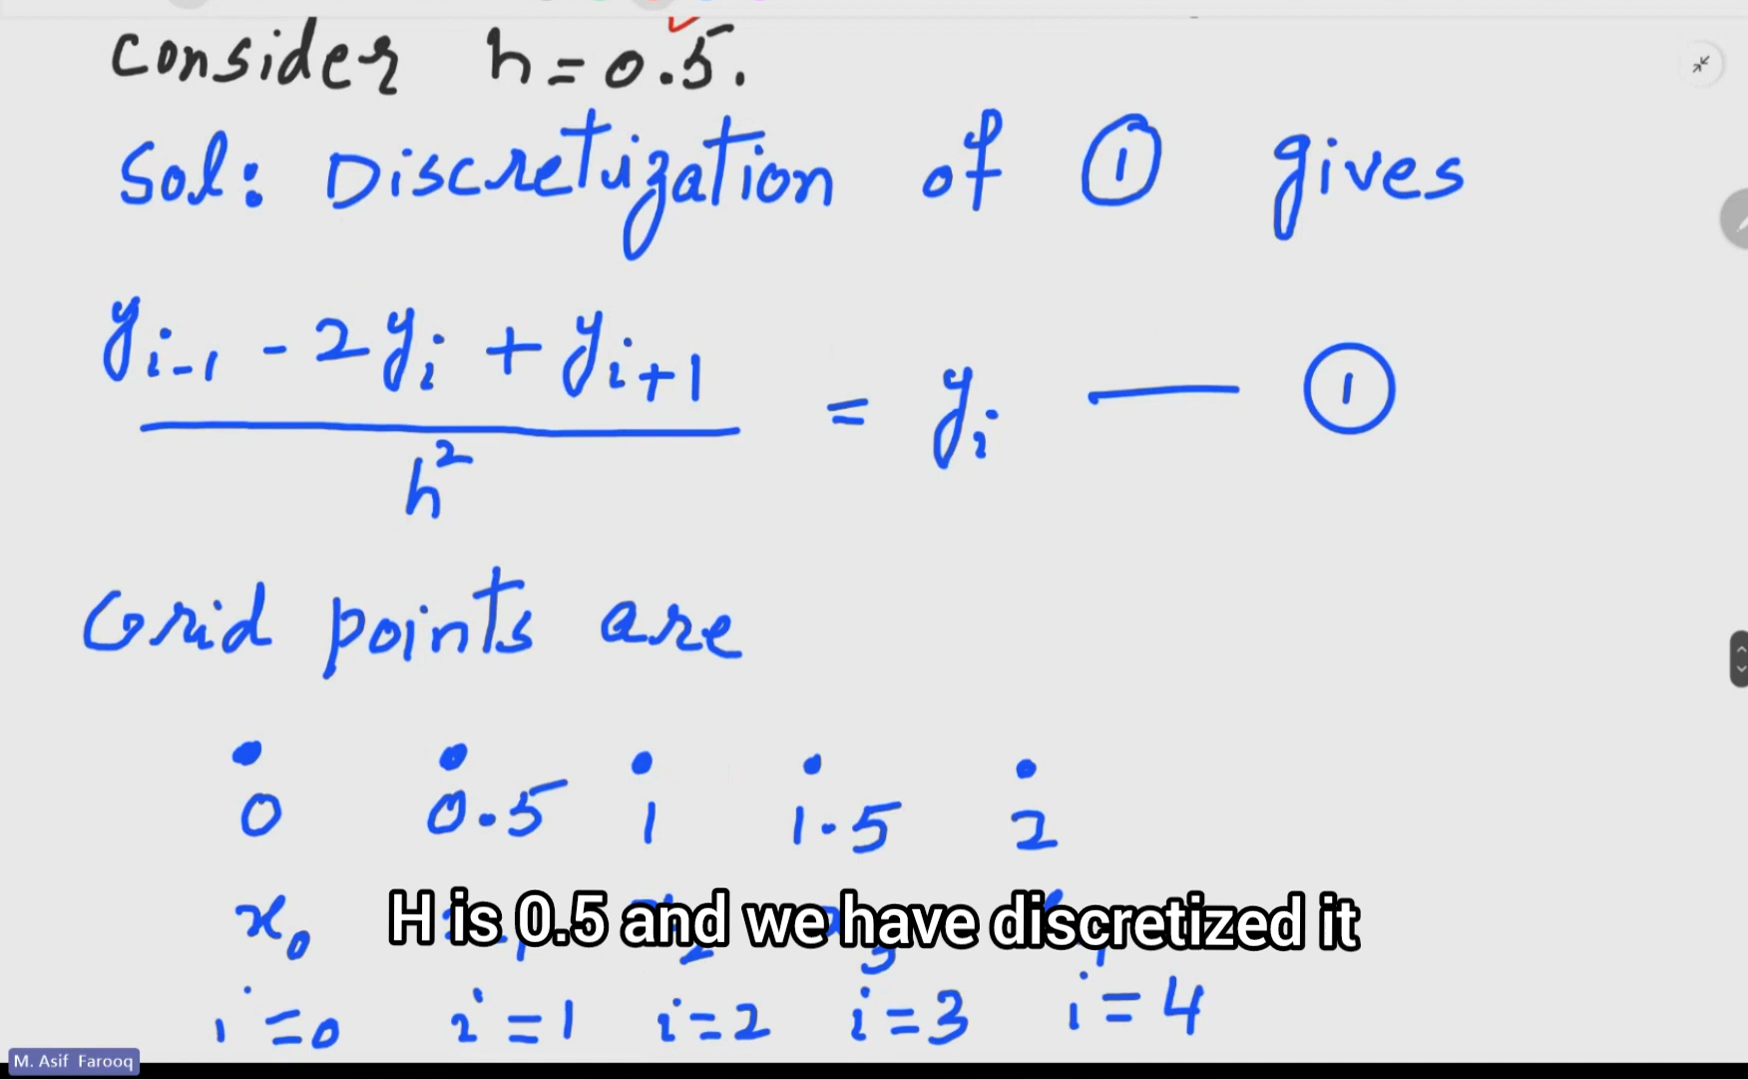 Consider h=0.5.
Sol: Discretization of ① gives
y_{i-1} - 2y_i + y_{i+1}
h^2
= y_i — ①
Grid points are
0 0.5 1 1.5 2
x_0
H is 0.5 and we have discretized it
i=0 i=1 i=2 i=3 i=4
M. Asif Farooq